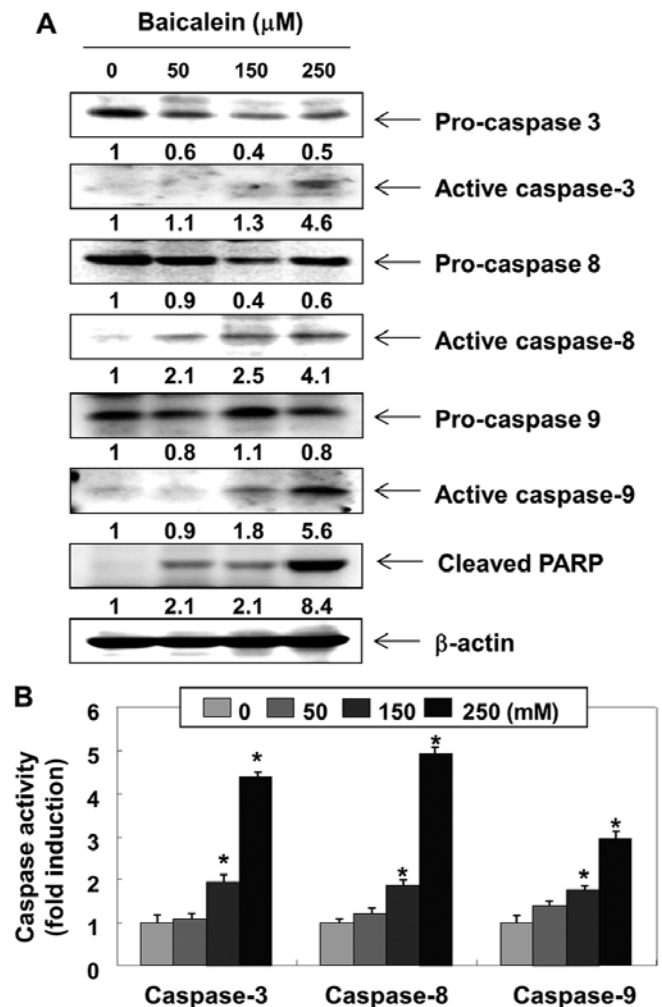 A
Baicalein (μM)
0 50 150 250
Pro-caspase 3
1 0.6 0.4 0.5
Active caspase-3
1 1.1 1.3 4.6
Pro-caspase 8
1 0.9 0.4 0.6
Active caspase-8
1 2.1 2.5 4.1
Pro-caspase 9
1 0.8 1.1 0.8
Active caspase-9
1 0.9 1.8 5.6
Cleaved PARP
1 2.1 2.1 8.4
β-actin
B
0 50 150 250 (mM)
Caspase activity
(fold induction)
6
5
4
3
2
1
0
* * * * * *
Caspase-3 Caspase-8 Caspase-9